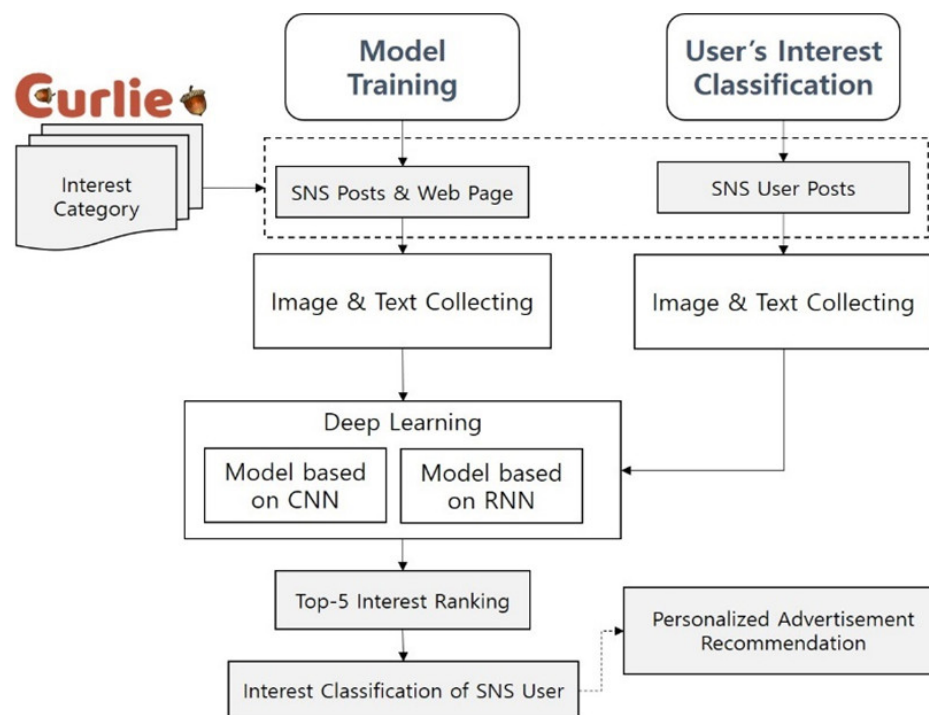 Curlie
Model
Training
User's Interest
Classification
Interest
Category
SNS Posts & Web Page
SNS User Posts
Image & Text Collecting
Image & Text Collecting
Deep Learning
Model based
on CNN
Model based
on RNN
Top-5 Interest Ranking
Personalized Advertisement
Recommendation
Interest Classification of SNS User